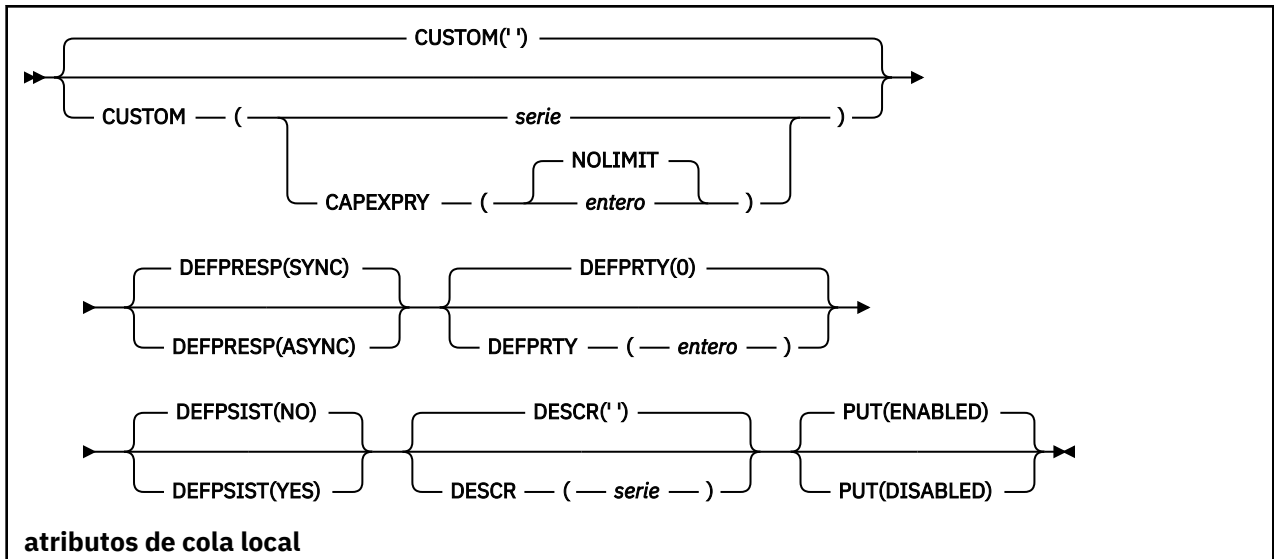 CUSTOM(' ')
CUSTOM ( serie )
NOLIMIT
CAPEXPRY ( entero )
DEFPRESP(SYNC) DEFPRTY(0)
DEFPRESP(ASYNC) DEFPRTY ( entero )
DEFPSIST(NO) DESCR(' ') PUT(ENABLED)
DEFPSIST(YES) DESCR ( serie ) PUT(DISABLED)
atributos de cola local